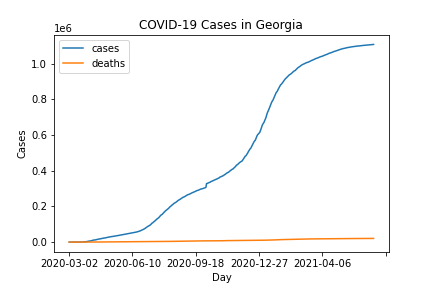 COVID-19 Cases in Georgia
1e6
cases
deaths
1.0
0.8
0.6
0.4
0.2
0.0
Cases
2020-03-02 2020-06-10 2020-09-18 2020-12-27 2021-04-06
Day